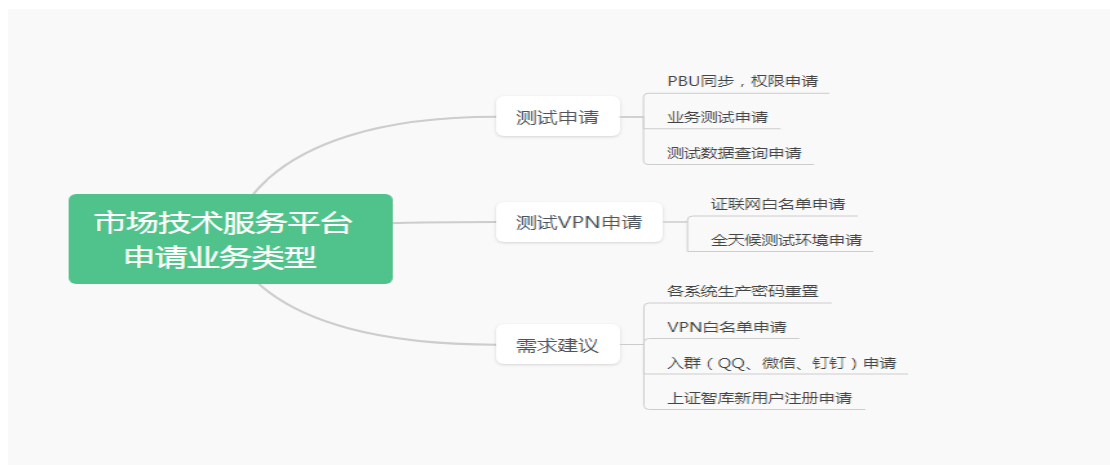 市场技术服务平台
申请业务类型
测试申请
PBU同步，权限申请
业务测试申请
测试数据查询申请
测试VPN申请
证联网白名单申请
全天候测试环境申请
需求建议
各系统生产密码重置
VPN白名单申请
入群（QQ、微信、钉钉）申请
上证智库新用户注册申请